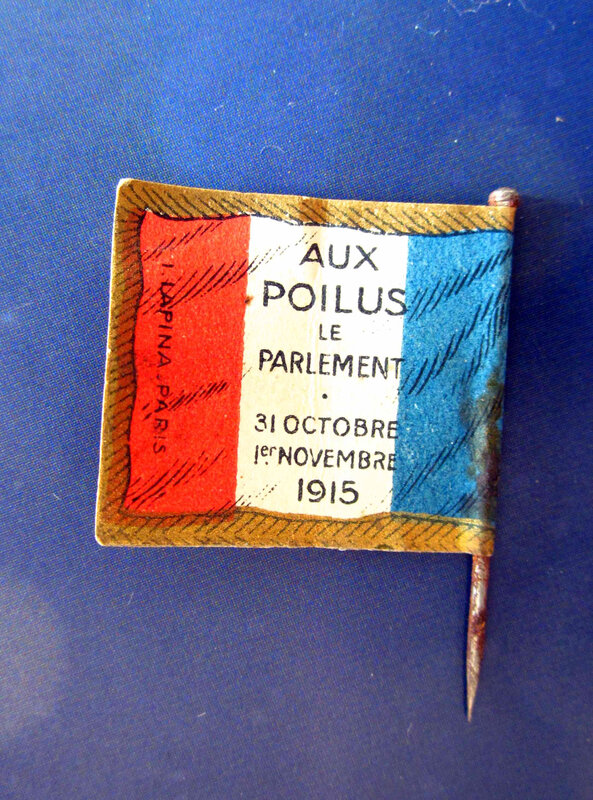 AUX
POILUS
LE
PARLEMENT
.
31 OCTOBRE
1er NOVEMBRE
1915
I. LAPINA. PARIS